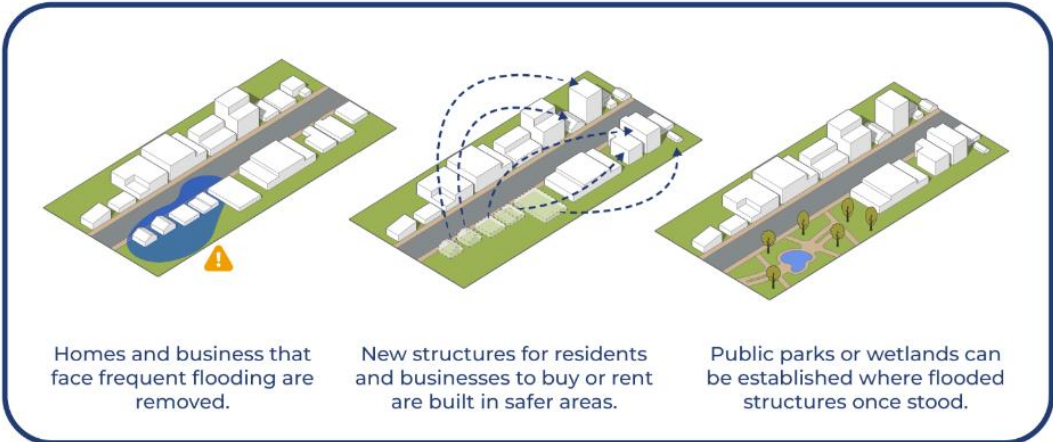 Homes and business that
face frequent flooding are
removed.
New structures for residents
and businesses to buy or rent
are built in safer areas.
Public parks or wetlands can
be established where flooded
structures once stood.